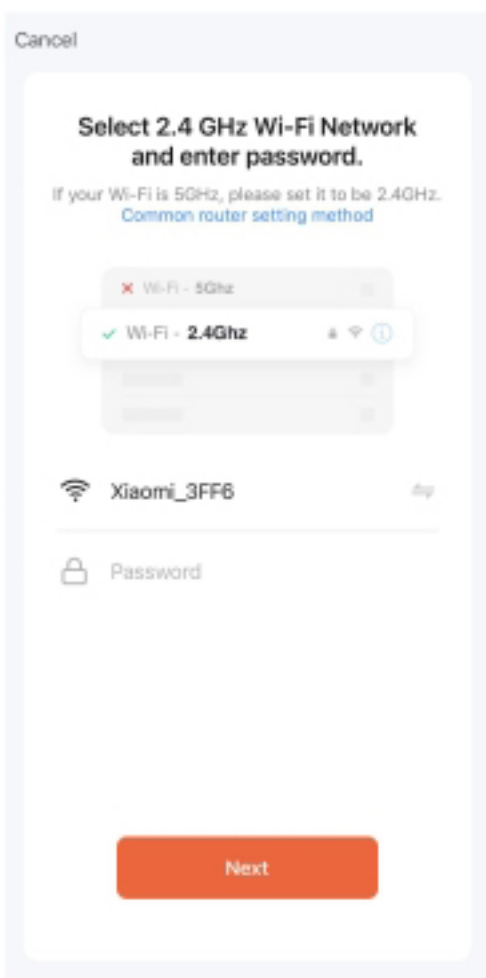 Cancel
Select 2.4 GHz Wi-Fi Network
and enter password.
If your Wi-Fi is 5GHz, please set it to be 2.4GHz.
Common router setting method
Wi-Fi - 5Ghz
Wi-Fi - 2.4Ghz
Xiaomi_3FF6
Password
Next